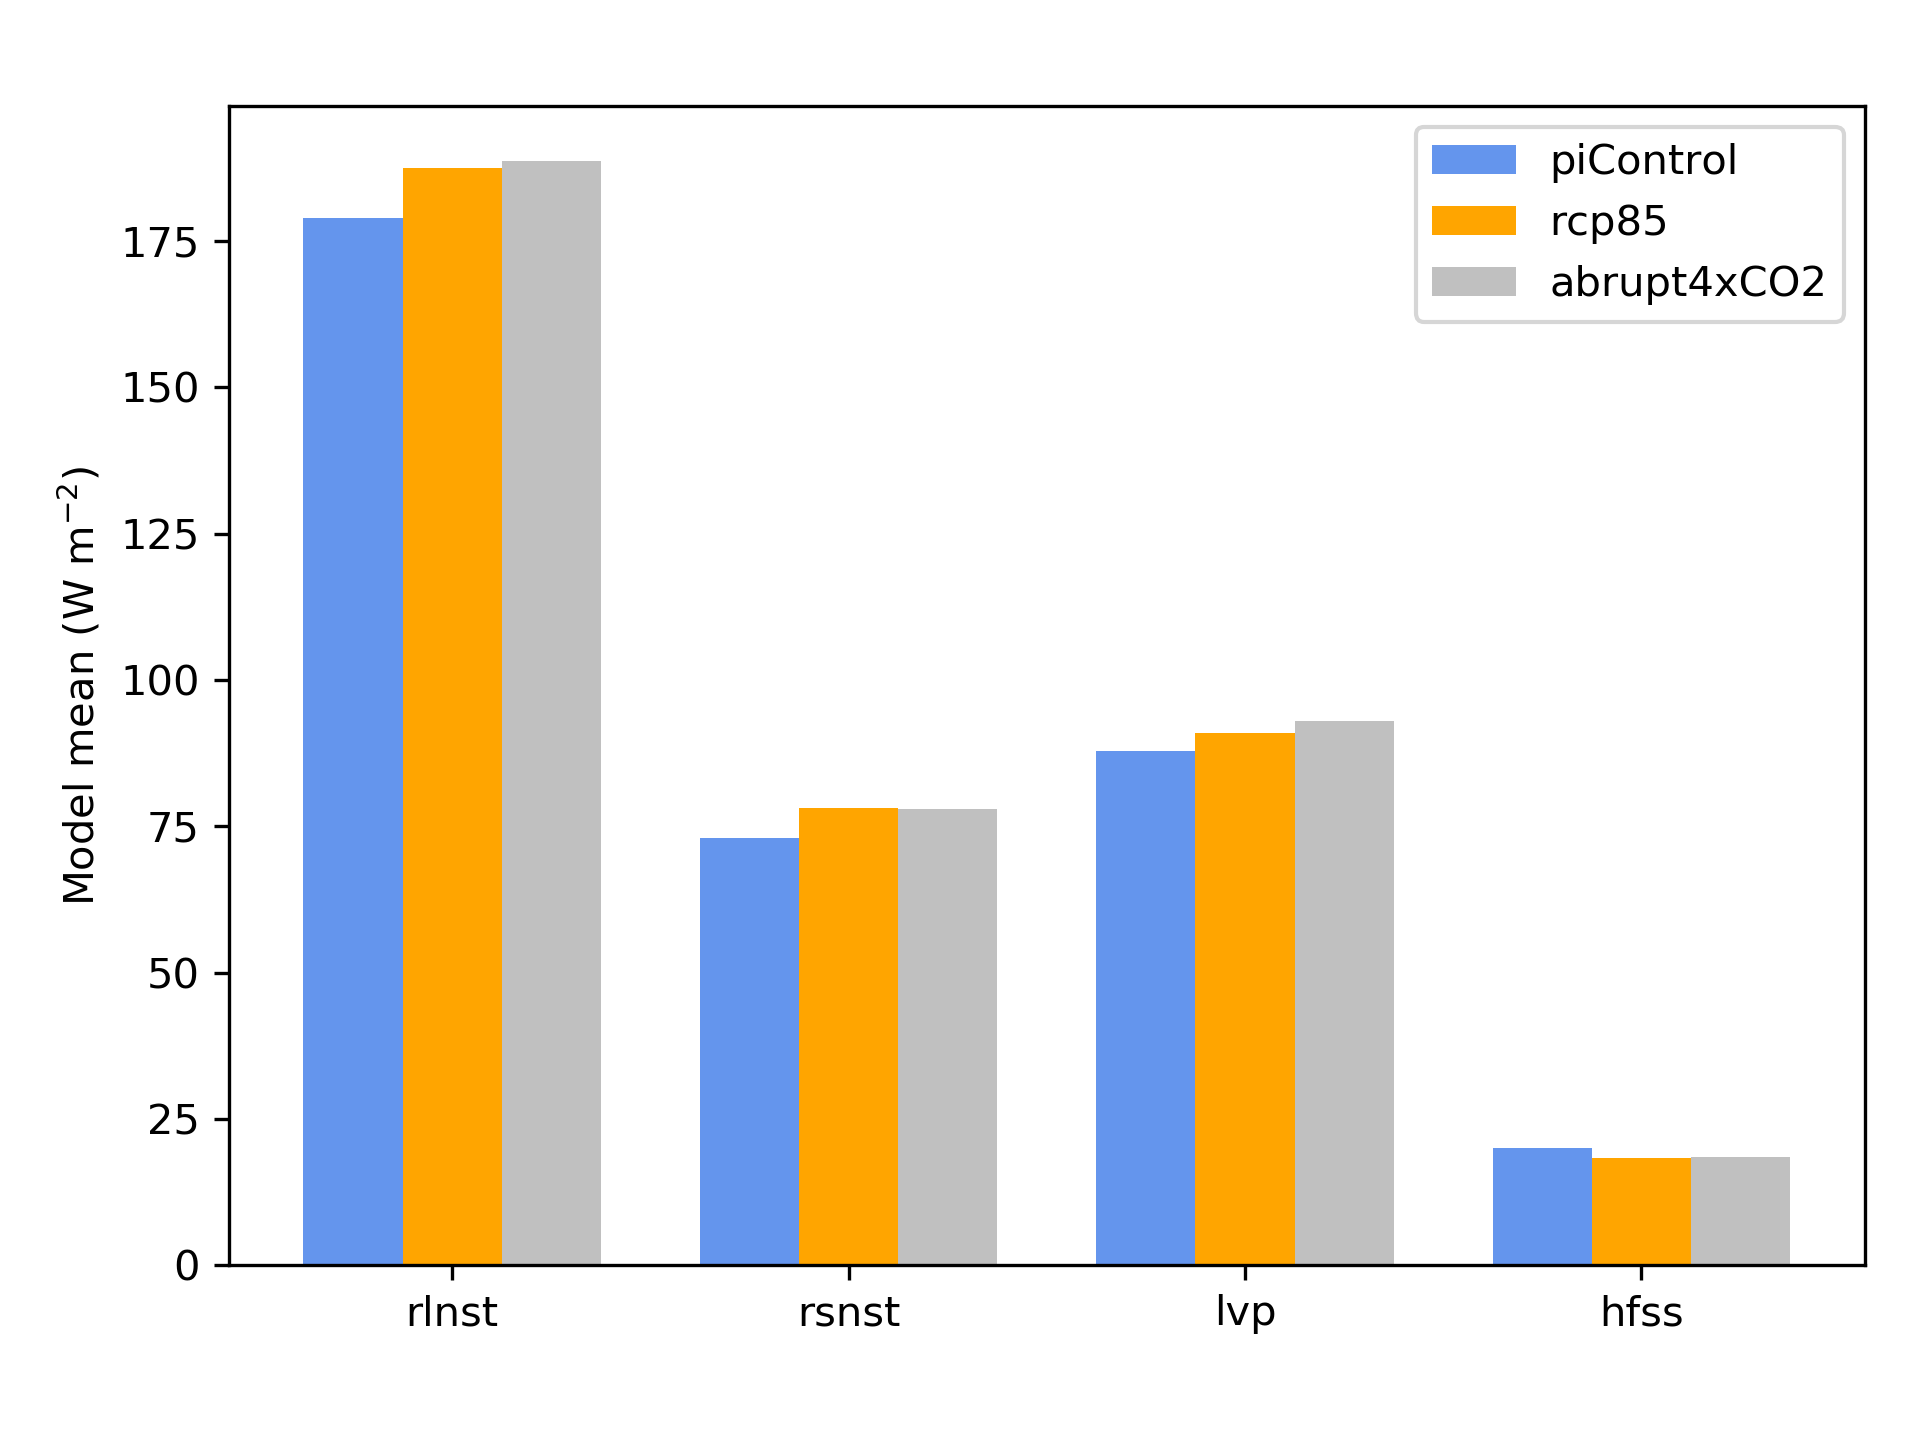 piControl
rcp85
abrupt4xCO2
Model mean (W m⁻²)
175
150
125
100
75
50
25
0
rlnst rsnst lvp hfss